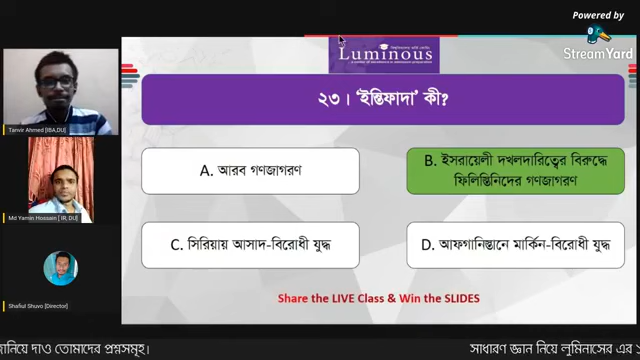 Powered by
StreamYard
Luminous
২৩। ‘ইন্তিফাদা’ কী?
A. আরব গণজাগরণ
B. ইসরায়েলী দখলদারিত্বের বিরুদ্ধে
ফিলিস্তিনিদের গণজাগরণ
C. সিরিয়ায় আসাদ-বিরোধী যুদ্ধ
D. আফগানিস্তানে মার্কিন-বিরোধী যুদ্ধ
Share the LIVE Class & Win the SLIDES
Tanvir Ahmed [IBA,DU]
Md Yamin Hossain [ IR, DU]
Shafiul Shuvo [Director]
জানিয়ে দাও তোমাদের প্রশ্নসমূহ।
সাধারণ জ্ঞান নিয়ে লুমিনাসের এর